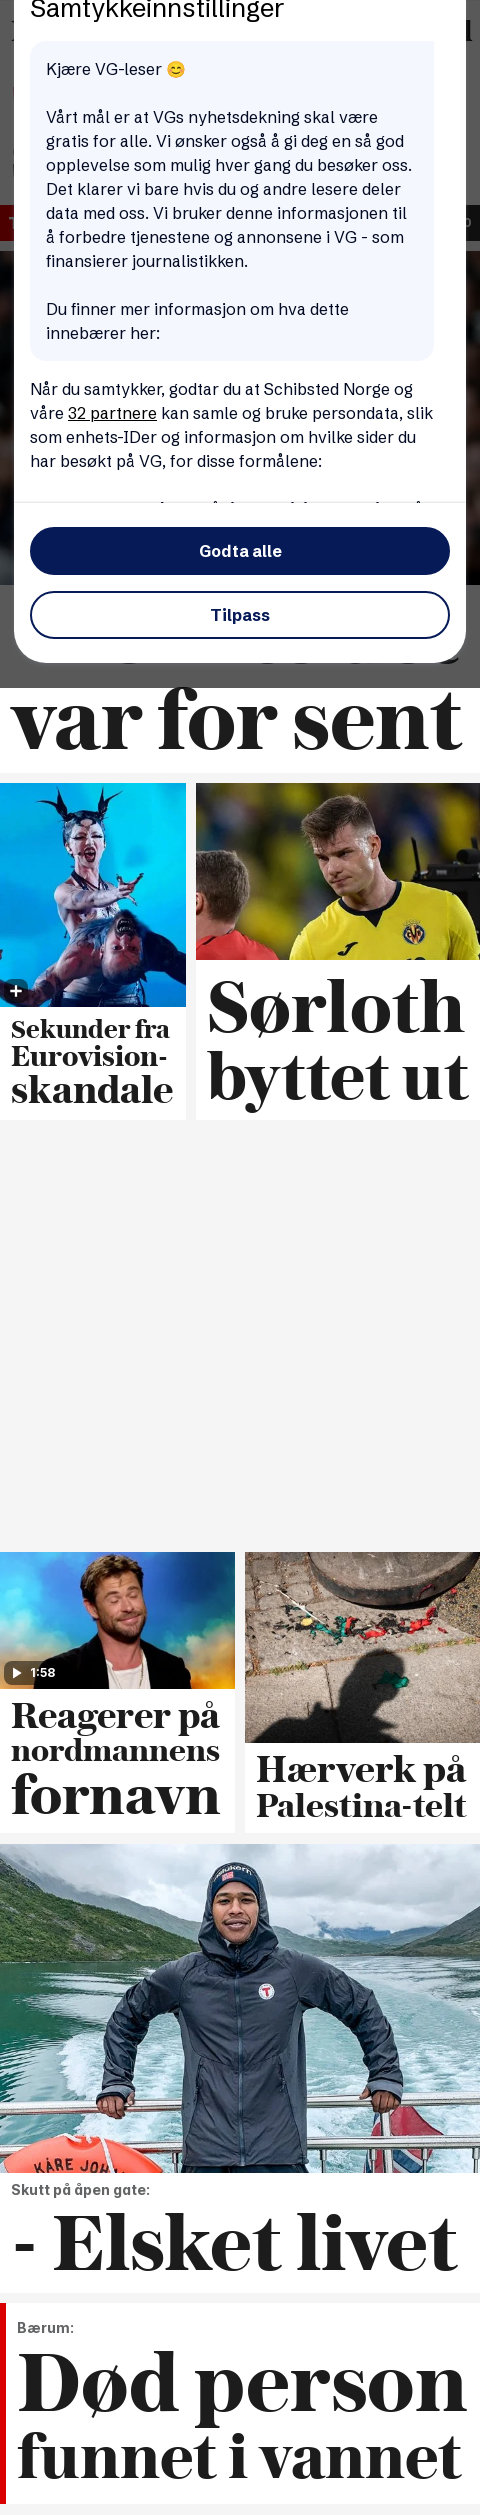 Samtykkeinnstillinger
Kjære VG-leser 😊
Vårt mål er at VGs nyhetsdekning skal være
gratis for alle. Vi ønsker også å gi deg en så god
opplevelse som mulig hver gang du besøker oss.
Det klarer vi bare hvis du og andre lesere deler
data med oss. Vi bruker denne informasjonen til
å forbedre tjenestene og annonsene i VG - som
finansierer journalistikken.
Du finner mer informasjon om hva dette
innebærer her:
Når du samtykker, godtar du at Schibsted Norge og
våre 32 partnere kan samle og bruke persondata, slik
som enhets-IDer og informasjon om hvilke sider du
har besøkt på VG, for disse formålene:
Godta alle
Tilpass
var for sent
Sekunder fra
Eurovision-
skandale
Sørloth
byttet ut
1:58
Reagerer på
nordmannens
fornavn
Hærverk på
Palestina-telt
KÅRE JOH
Skutt på åpen gate:
- Elsket livet
Bærum:
Død person
funnet i vannet